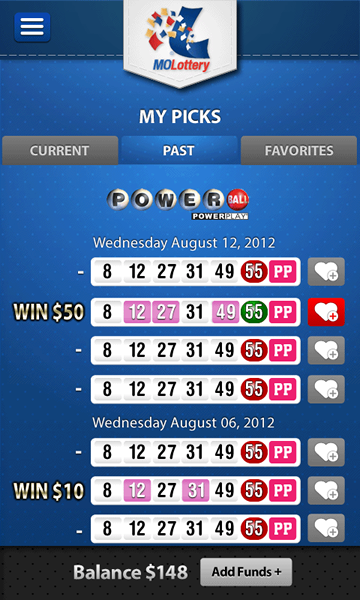 MOLottery
MY PICKS
CURRENT PAST FAVORITES
POWERBALL
POWERPLAY
Wednesday August 12, 2012
- 8 12 27 31 49 55 PP
WIN $50 8 12 27 31 49 55 PP
- 8 12 27 31 49 55 PP
- 8 12 27 31 49 55 PP
Wednesday August 06, 2012
- 8 12 27 31 49 55 PP
WIN $10 8 12 27 31 49 55 PP
- 8 12 27 31 49 55 PP
Balance $148 Add Funds +